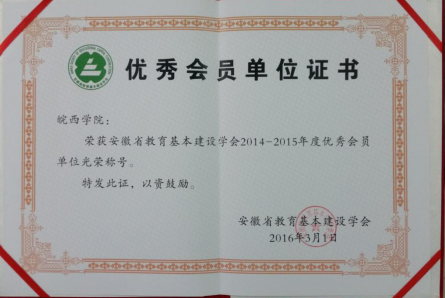 优秀会员单位证书
皖西学院：
荣获安徽省教育基本建设学会2014-2015年度优秀会员
单位光荣称号。
特发此证，以资鼓励。
安徽省教育基本建设学会
2016年3月1日